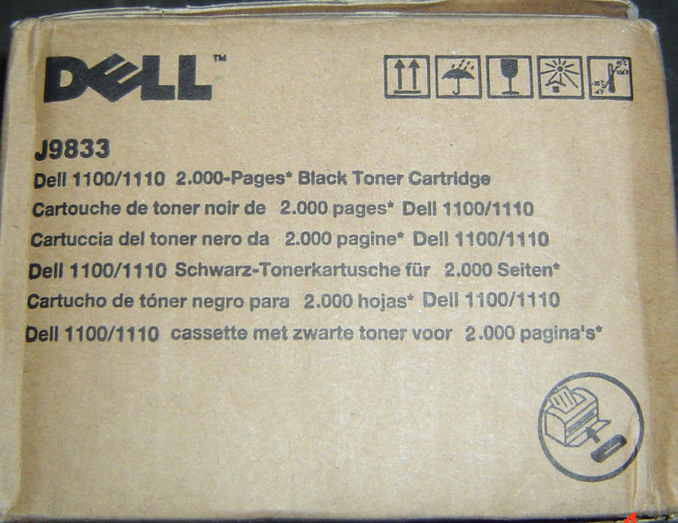 DELL™
J9833
Dell 1100/1110 2.000-Pages* Black Toner Cartridge
Cartouche de toner noir de 2.000 pages* Dell 1100/1110
Cartuccia del toner nero da 2.000 pagine* Dell 1100/1110
Dell 1100/1110 Schwarz-Tonerkartusche für 2.000 Seiten*
Cartucho de tóner negro para 2.000 hojas* Dell 1100/1110
Dell 1100/1110 cassette met zwarte toner voor 2.000 pagina's*